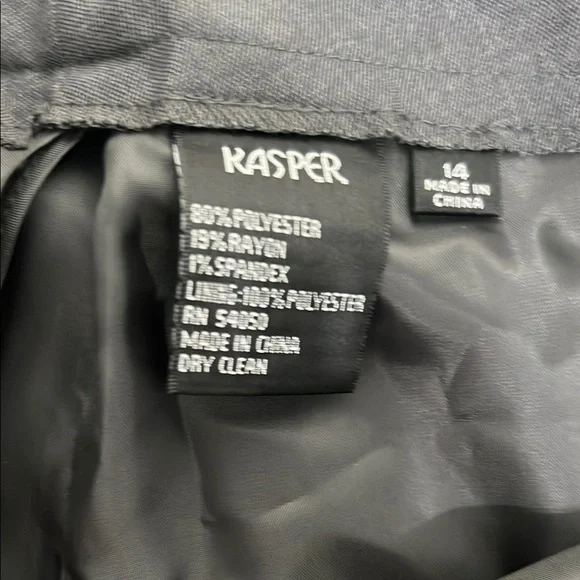 KASPER
80% POLYESTER
19% RAYON
1% SPANDEX
LINING-100% POLYESTER
RN 54050
MADE IN CHINA
DRY CLEAN
14
MADE IN
CHINA